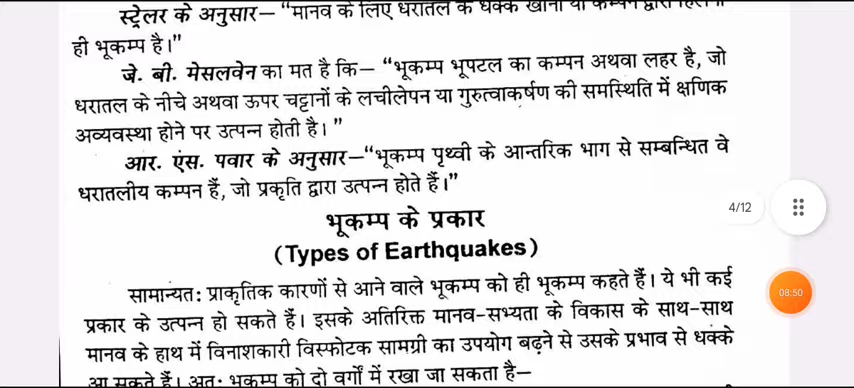 स्ट्रेलर के अनुसार– “मानव के लिए धरातल के धक्के खाना या कम्पन द्वारा
ही भूकम्प है।”
जे. बी. मेसलवेन का मत है कि– “भूकम्प भूपटल का कम्पन अथवा लहर है, जो
धरातल के नीचे अथवा ऊपर चट्टानों के लचीलेपन या गुरुत्वाकर्षण की समस्थिति में क्षणिक
अव्यवस्था होने पर उत्पन्न होती है। ”
आर. एंस. पवार के अनुसार–“भूकम्प पृथ्वी के आन्तरिक भाग से सम्बन्धित वे
धरातलीय कम्पन हैं, जो प्रकृति द्वारा उत्पन्न होते हैं।”
4/12
भूकम्प के प्रकार
(Types of Earthquakes)
सामान्यत: प्राकृतिक कारणों से आने वाले भूकम्प को ही भूकम्प कहते हैं। ये भी कई
08:50
प्रकार के उत्पन्न हो सकते हैं। इसके अतिरिक्त मानव-सभ्यता के विकास के साथ-साथ
मानव के हाथ में विनाशकारी विस्फोटक सामग्री का उपयोग बढ़ने से उसके प्रभाव से धक्के
आ सकते हैं। अत: भूकम्प को दो वर्गों में रखा जा सकता है–